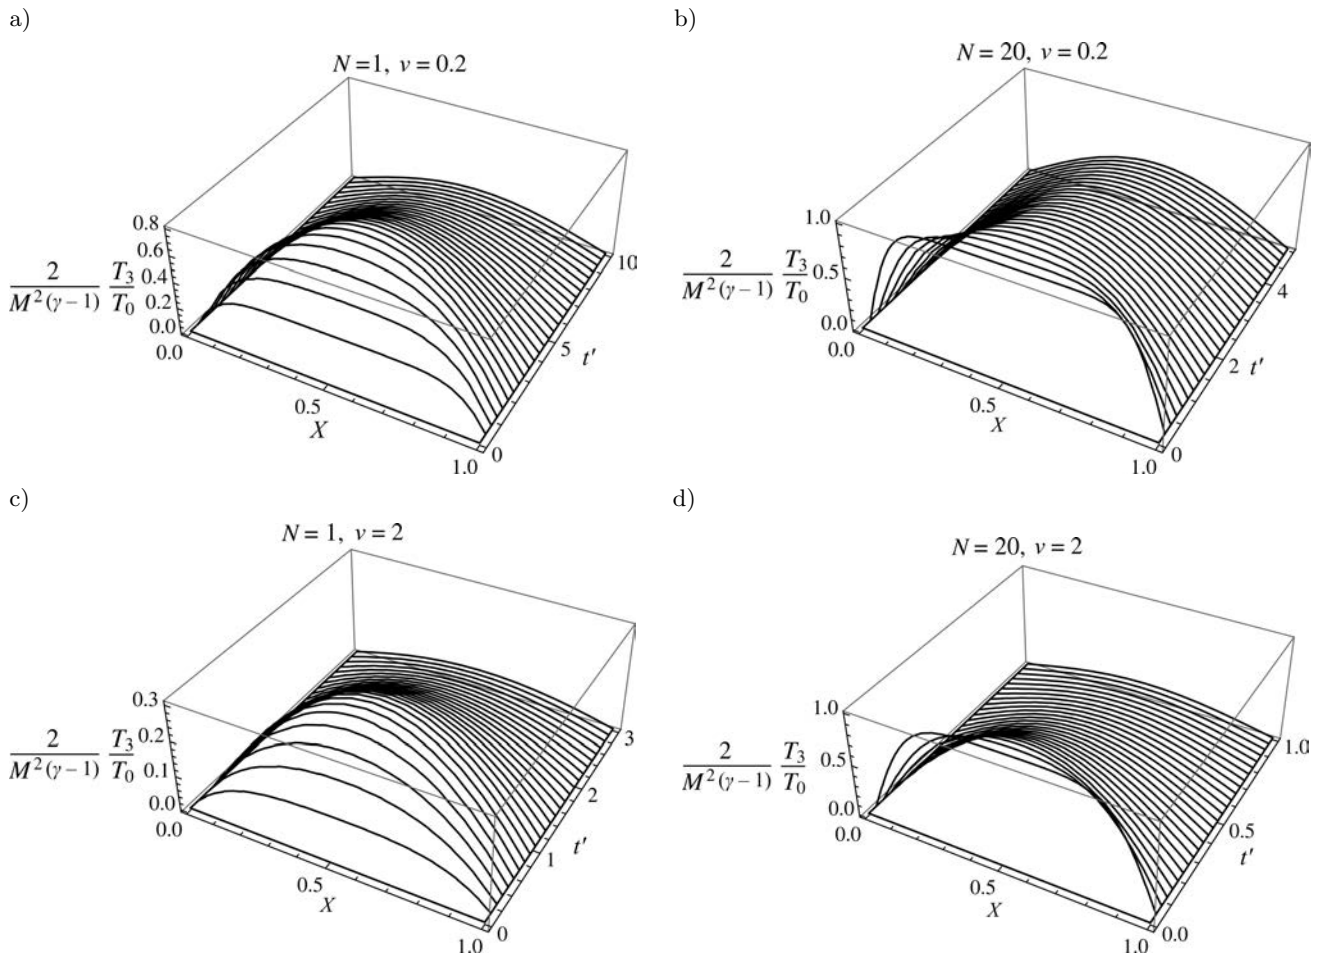 a)
N = 1, v = 0.2
0.8
0.6
0.4
0.2
0.0
2 / M²(γ – 1) T₃ / T₀
0.0
0.5
1.0
X
0
5
10
t′
b)
N = 20, v = 0.2
1.0
0.5
0.0
2 / M²(γ – 1) T₃ / T₀
0.0
0.5
1.0
X
0
2
4
t′
c)
N = 1, v = 2
0.3
0.2
0.1
0.0
2 / M²(γ – 1) T₃ / T₀
0.0
0.5
1.0
X
0
1
2
3
t′
d)
N = 20, v = 2
1.0
0.5
0.0
2 / M²(γ – 1) T₃ / T₀
0.0
0.5
1.0
X
0.0
0.5
1.0
t′